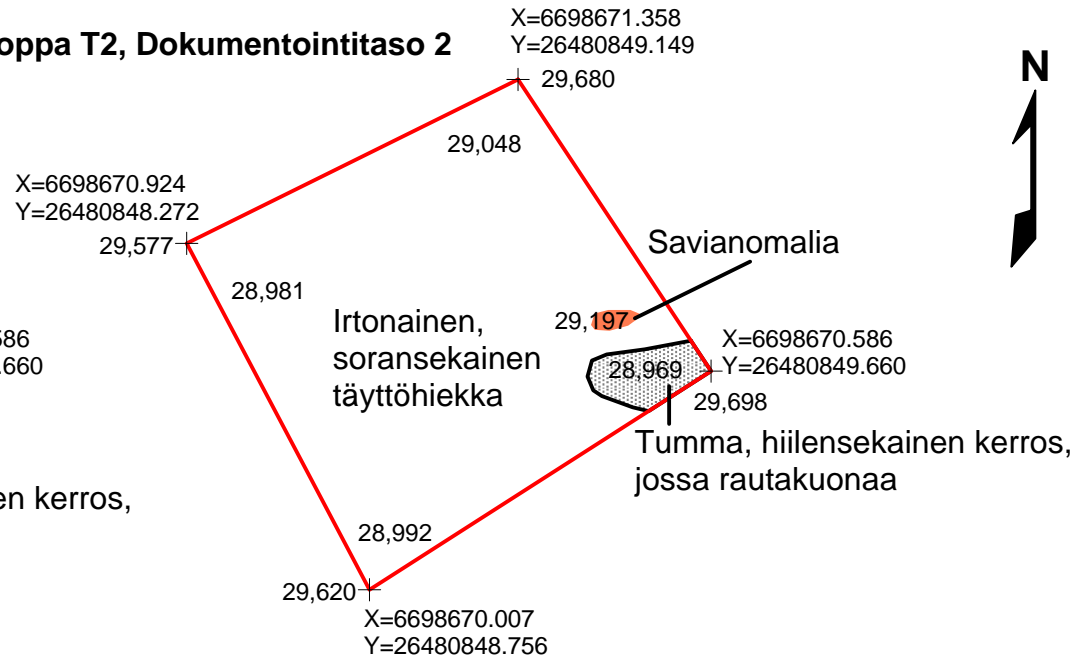 X=6698671.358
Y=26480849.149
oppa T2, Dokumentointitaso 2
29,680
N
29,048
X=6698670.924
Y=26480848.272
29,577
Savianomalia
28,981
Irtonainen,
soransekainen
täyttöhiekka
29,197
586
.660
X=6698670.586
Y=26480849.660
28,969
29,698
Tumma, hiilensekainen kerros,
jossa rautakuonaa
en kerros,
28,992
29,620
X=6698670.007
Y=26480848.756